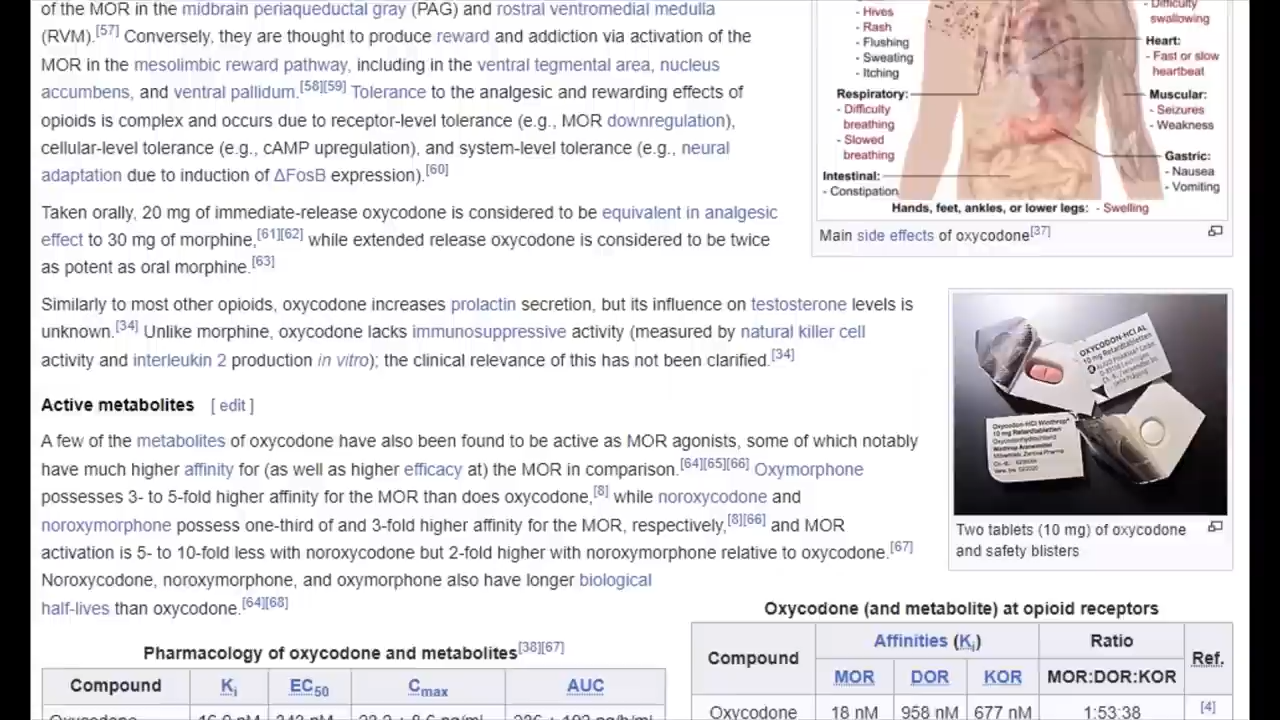 of the MOR in the midbrain periaqueductal gray (PAG) and rostral ventromedial medulla
(RVM).[57] Conversely, they are thought to produce reward and addiction via activation of the
MOR in the mesolimbic reward pathway, including in the ventral tegmental area, nucleus
accumbens, and ventral pallidum.[58][59] Tolerance to the analgesic and rewarding effects of
opioids is complex and occurs due to receptor-level tolerance (e.g., MOR downregulation),
cellular-level tolerance (e.g., cAMP upregulation), and system-level tolerance (e.g., neural
adaptation due to induction of ΔFosB expression).[60]
Taken orally, 20 mg of immediate-release oxycodone is considered to be equivalent in analgesic
effect to 30 mg of morphine,[61][62] while extended release oxycodone is considered to be twice
as potent as oral morphine.[63]
Similarly to most other opioids, oxycodone increases prolactin secretion, but its influence on testosterone levels is
unknown.[34] Unlike morphine, oxycodone lacks immunosuppressive activity (measured by natural killer cell
activity and interleukin 2 production in vitro); the clinical relevance of this has not been clarified.[34]
Active metabolites [ edit ]
A few of the metabolites of oxycodone have also been found to be active as MOR agonists, some of which notably
have much higher affinity for (as well as higher efficacy at) the MOR in comparison.[64][65][66] Oxymorphone
possesses 3- to 5-fold higher affinity for the MOR than does oxycodone,[8] while noroxycodone and
noroxymorphone possess one-third of and 3-fold higher affinity for the MOR, respectively,[8][66] and MOR
activation is 5- to 10-fold less with noroxycodone but 2-fold higher with noroxymorphone relative to oxycodone.[67]
Noroxycodone, noroxymorphone, and oxymorphone also have longer biological
half-lives than oxycodone.[64][68]
Pharmacology of oxycodone and metabolites[38][67]
Compound Ki EC50 Cmax AUC
Oxycodone
- Hives
- Rash
- Flushing
- Sweating
- Itching
Respiratory:
- Difficulty
breathing
- Slowed
breathing
Intestinal:
- Constipation
- Difficulty
swallowing
Heart:
- Fast or slow
heartbeat
Muscular:
- Seizures
- Weakness
Gastric:
- Nausea
- Vomiting
Hands, feet, ankles, or lower legs: - Swelling
Main side effects of oxycodone[37]
OXYCODON-HCl AL
10 mg Retardtabletten
Oxycodon-HCl Winthrop
10 mg Retardtabletten
Two tablets (10 mg) of oxycodone
and safety blisters
Oxycodone (and metabolite) at opioid receptors
Compound Affinities (Ki) Ratio Ref.
MOR DOR KOR MOR:DOR:KOR
Oxycodone 18 nM 958 nM 677 nM 1:53:38 [4]